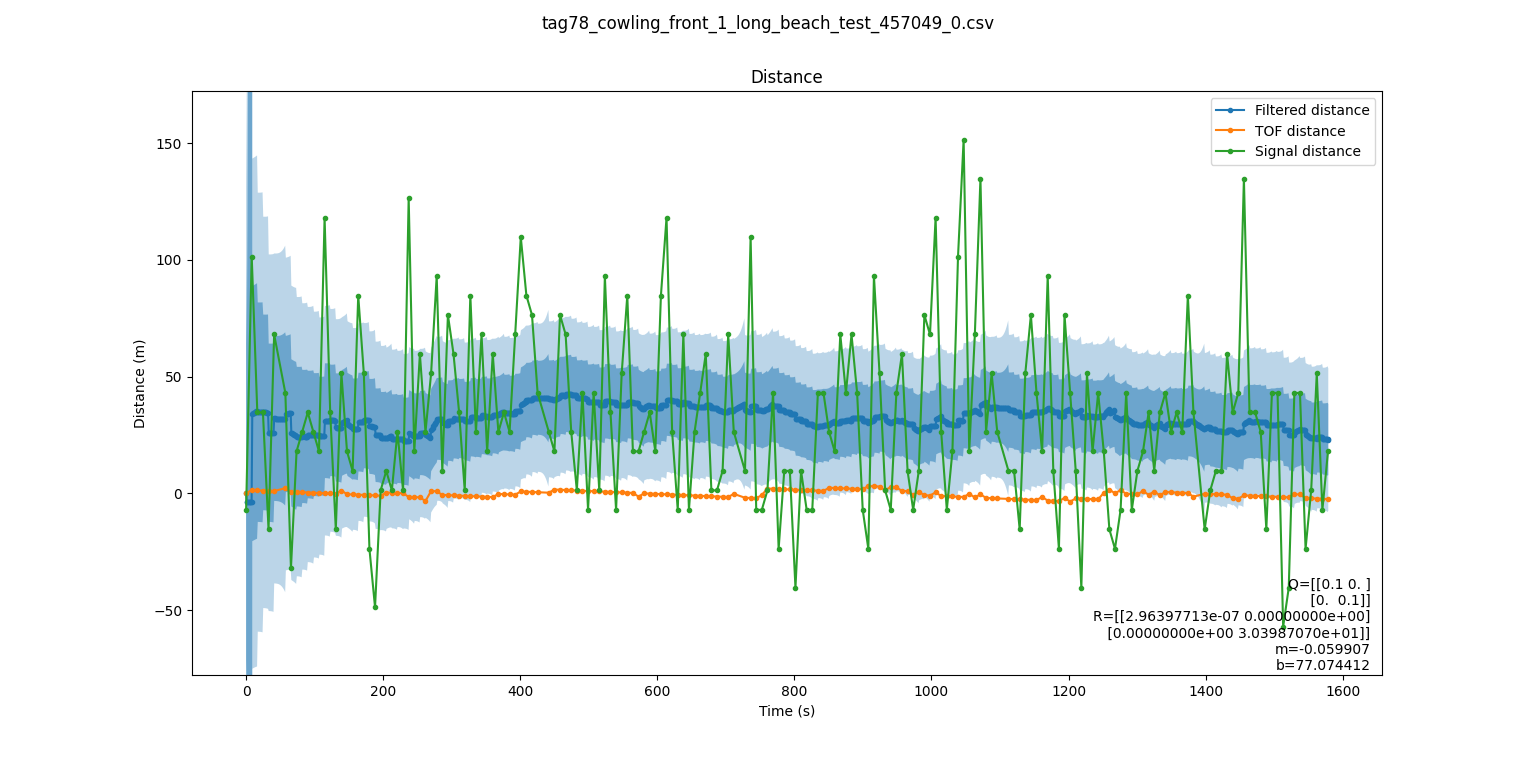 tag78_cowling_front_1_long_beach_test_457049_0.csv
Distance
Filtered distance
TOF distance
Signal distance
Distance (m)
150
100
50
0
−50
Q=[[0.1 0. ]
[0.  0.1]]
R=[[2.96397713e-07 0.00000000e+00]
[0.00000000e+00 3.03987070e+01]]
m=-0.059907
b=77.074412
0 200 400 600 800 1000 1200 1400 1600
Time (s)